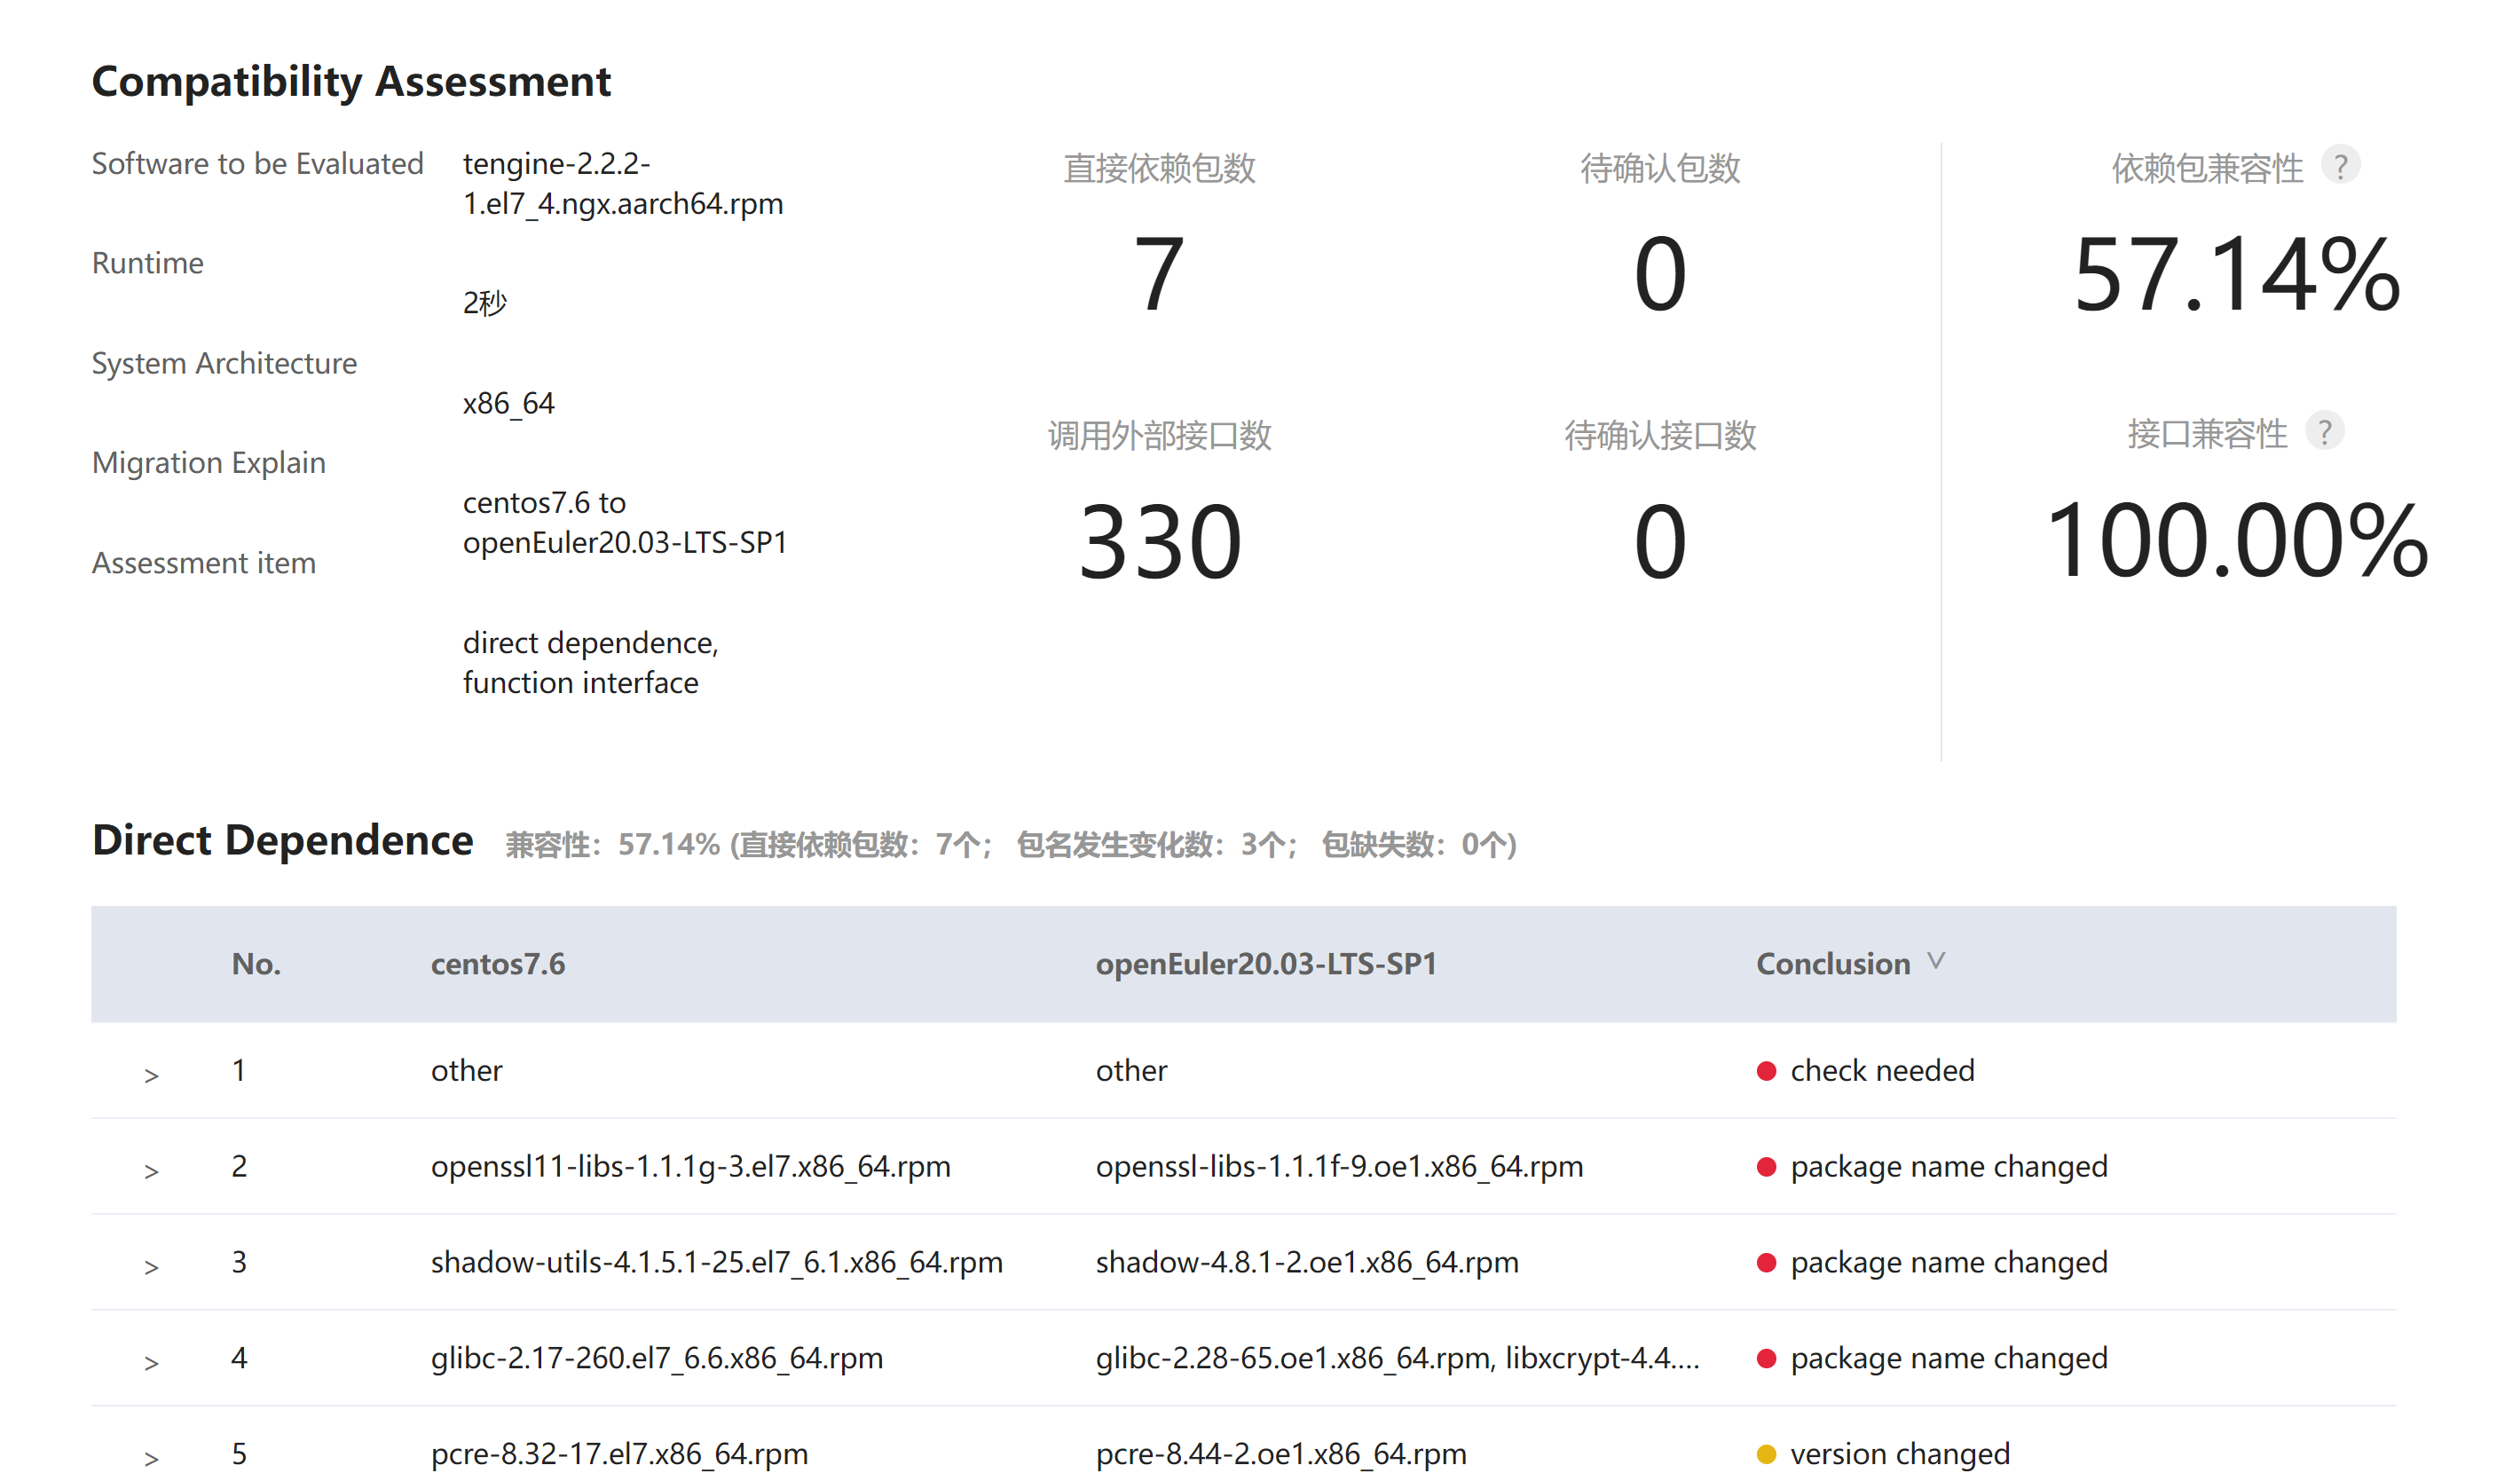 Compatibility Assessment
Software to be Evaluated
tengine-2.2.2-
1.el7_4.ngx.aarch64.rpm
Runtime
2秒
System Architecture
x86_64
Migration Explain
centos7.6 to
openEuler20.03-LTS-SP1
Assessment item
direct dependence,
function interface
直接依赖包数
7
待确认包数
0
依赖包兼容性 ?
57.14%
调用外部接口数
330
待确认接口数
0
接口兼容性 ?
100.00%
Direct Dependence 兼容性：57.14% (直接依赖包数：7个； 包名发生变化数：3个； 包缺失数：0个)
No. centos7.6 openEuler20.03-LTS-SP1 Conclusion
> 1 other other check needed
> 2 openssl11-libs-1.1.1g-3.el7.x86_64.rpm openssl-libs-1.1.1f-9.oe1.x86_64.rpm package name changed
> 3 shadow-utils-4.1.5.1-25.el7_6.1.x86_64.rpm shadow-4.8.1-2.oe1.x86_64.rpm package name changed
> 4 glibc-2.17-260.el7_6.6.x86_64.rpm glibc-2.28-65.oe1.x86_64.rpm, libxcrypt-4.4.... package name changed
> 5 pcre-8.32-17.el7.x86_64.rpm pcre-8.44-2.oe1.x86_64.rpm version changed